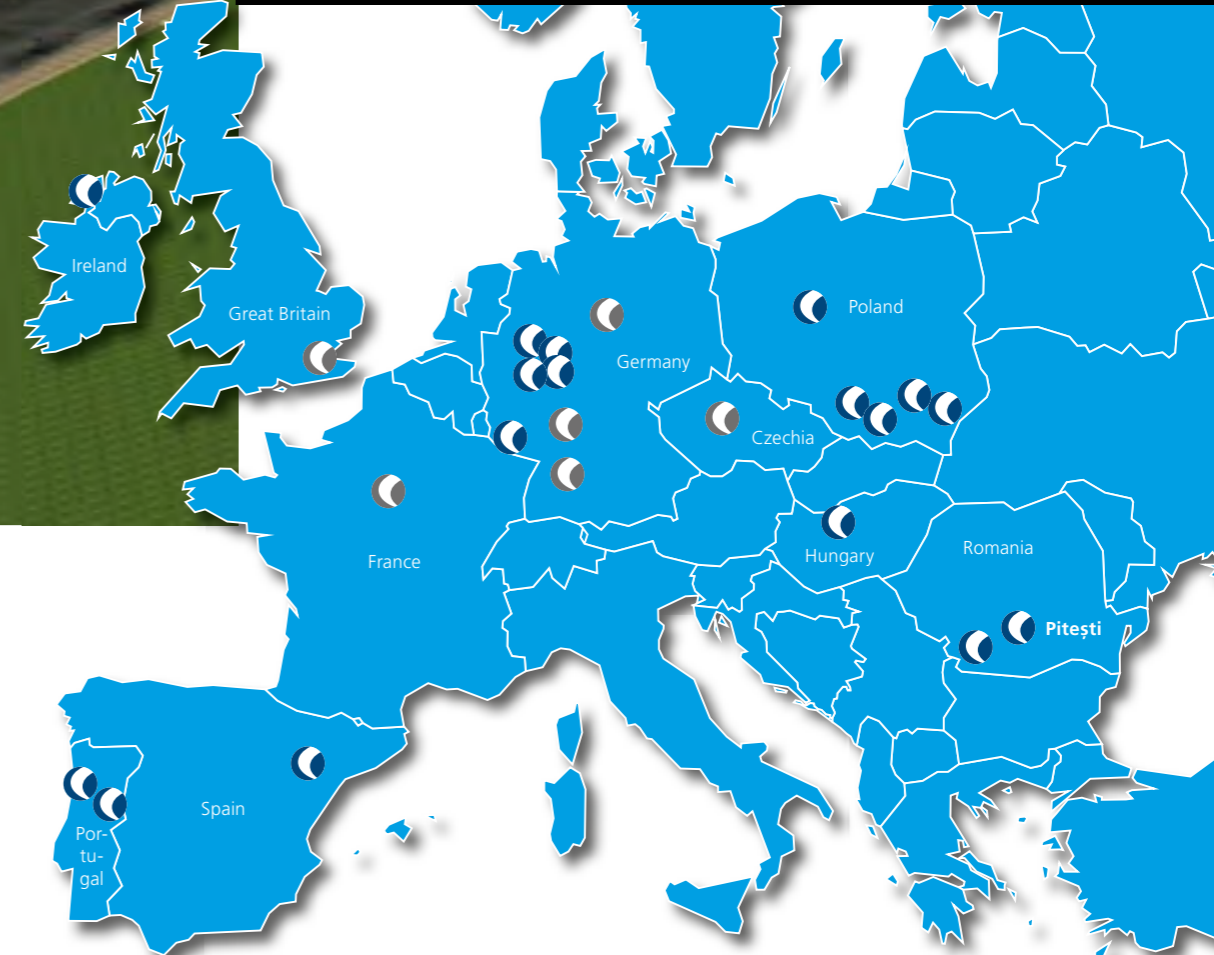 Ireland
Great Britain
Poland
Germany
Czechia
Hungary
Romania
France
Pitești
Spain
Por-
tu-
gal